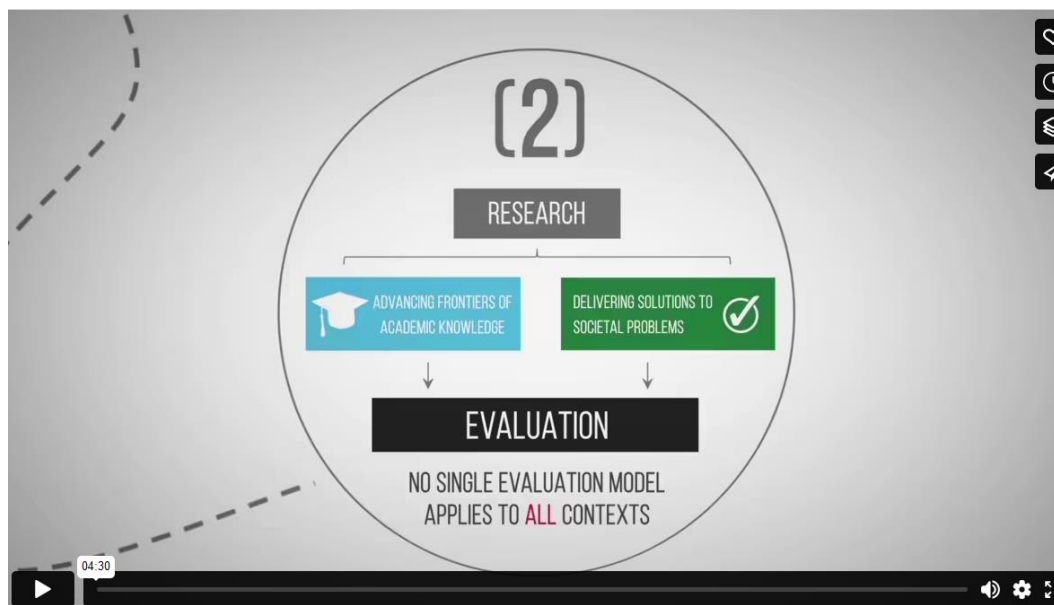 (2)
RESEARCH
ADVANCING FRONTIERS OF
ACADEMIC KNOWLEDGE
DELIVERING SOLUTIONS TO
SOCIETAL PROBLEMS
EVALUATION
NO SINGLE EVALUATION MODEL
APPLIES TO ALL CONTEXTS
04:30